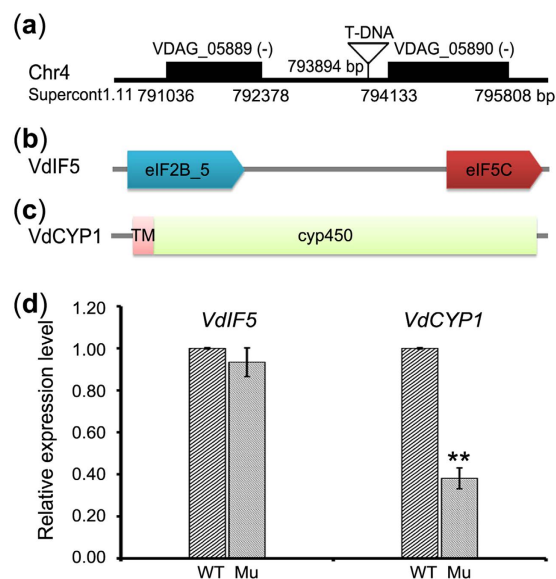 (a)
T-DNA
VDAG_05889 (-)
VDAG_05890 (-)
793894 bp
Chr4
Supercont1.11
791036
792378
794133
795808 bp
(b)
VdIF5
eIF2B_5
eIF5C
(c)
VdCYP1
TM
cyp450
(d)
Relative expression level
1.20
1.00
0.80
0.60
0.40
0.20
0.00
VdIF5
VdCYP1
**
WT
Mu
WT
Mu